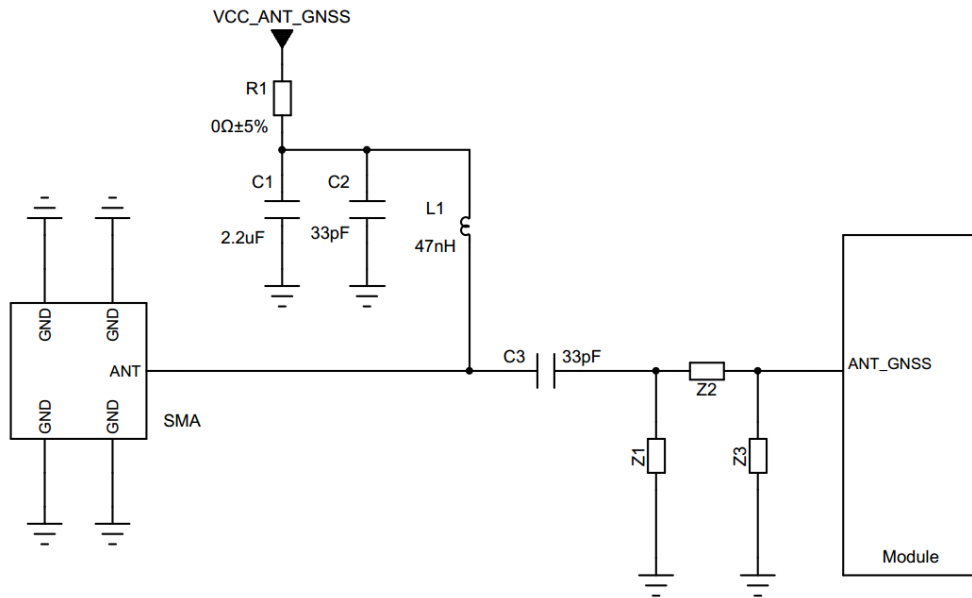 VCC_ANT_GNSS
R1
0Ω±5%
C1
C2
2.2uF
33pF
L1
47nH
GND
GND
ANT
GND
GND
SMA
C3
33pF
Z2
Z1
Z3
ANT_GNSS
Module